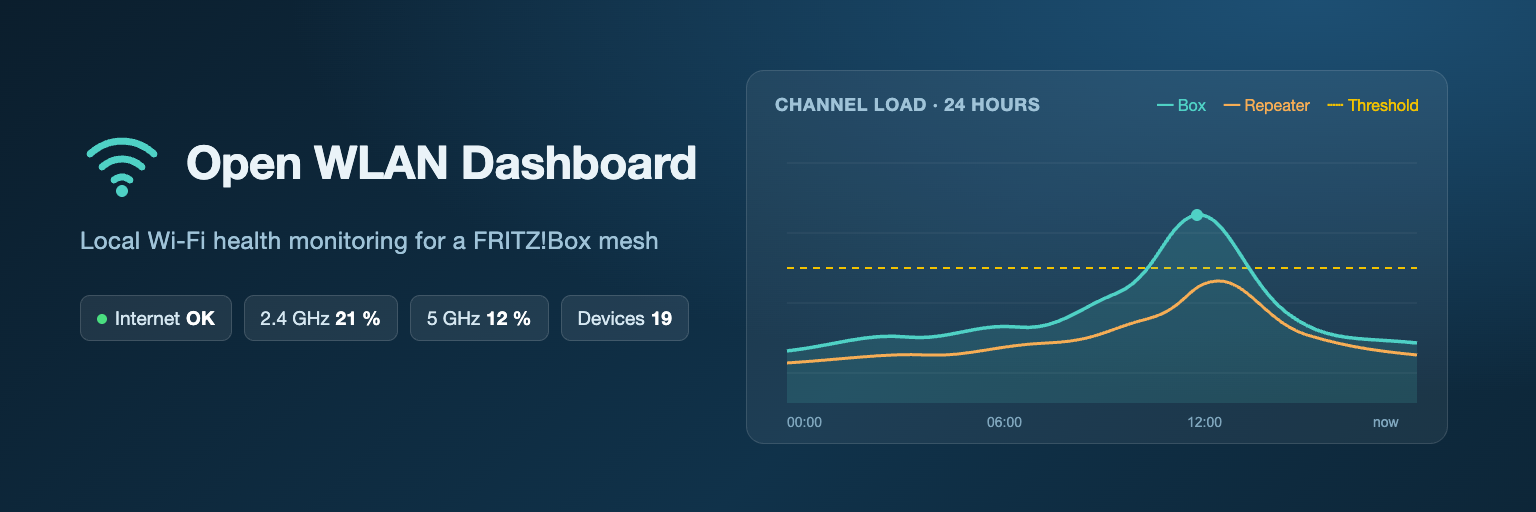 Open WLAN Dashboard
Local Wi-Fi health monitoring for a FRITZ!Box mesh
Internet OK
2.4 GHz 21 %
5 GHz 12 %
Devices 19
CHANNEL LOAD · 24 HOURS
Box
Repeater
Threshold
00:00
06:00
12:00
now